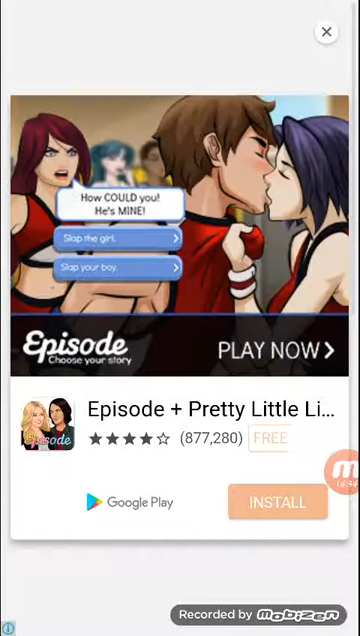 How COULD you!
He's MINE!
Slap the girl.
Slap your boy.
Episode
Choose your story
PLAY NOW
Episode
Episode + Pretty Little Li...
(877,280) FREE
Google Play
INSTALL
Recorded by Mobizen